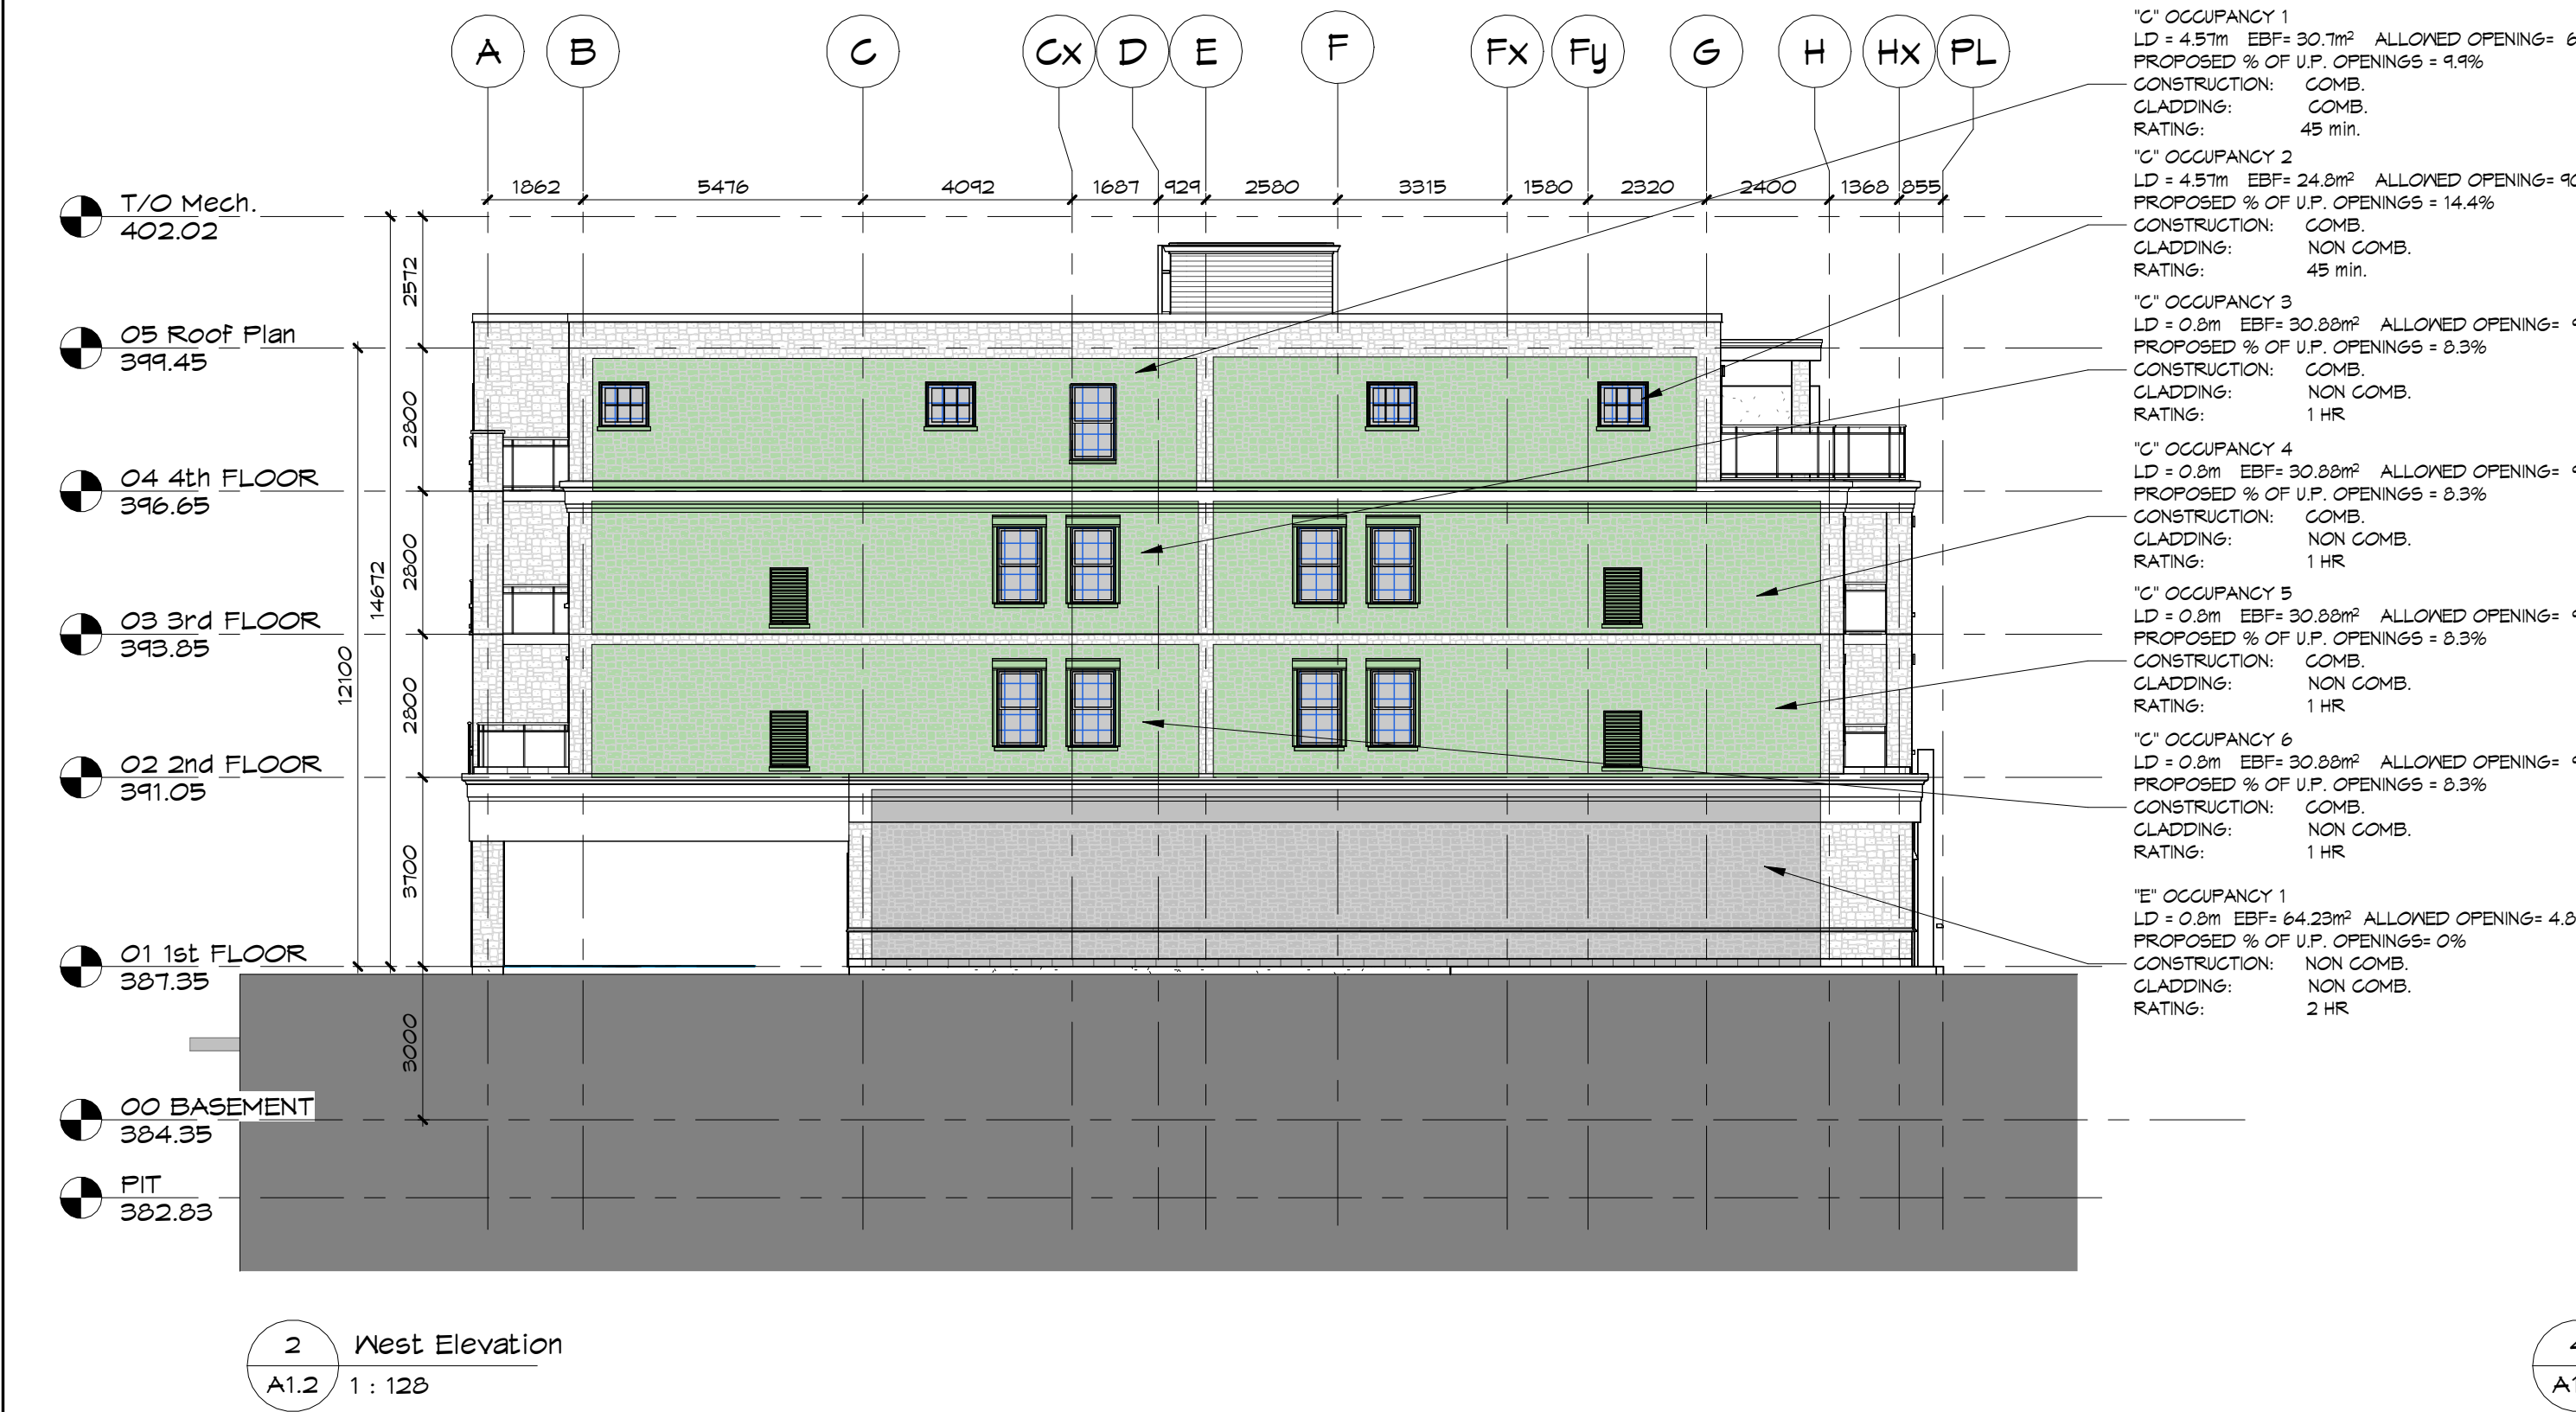 A B C Cx D E F Fx Fy G H Hx PL
1862 5476 4092 1687 929 2580 3315 1580 2320 2400 1368 855
T/O Mech.
402.02
2572
05 Roof Plan
399.45
2800
04 4th FLOOR
396.65
2800
14672
03 3rd FLOOR
393.85
12100
2800
02 2nd FLOOR
391.05
3700
01 1st FLOOR
387.35
3000
00 BASEMENT
384.35
PIT
382.83
"C" OCCUPANCY 1
LD = 4.57m EBF= 30.7m² ALLOWED OPENING= 6
PROPOSED % OF U.P. OPENINGS = 9.9%
CONSTRUCTION: COMB.
CLADDING: COMB.
RATING: 45 min.
"C" OCCUPANCY 2
LD = 4.57m EBF= 24.8m² ALLOWED OPENING= 90
PROPOSED % OF U.P. OPENINGS = 14.4%
CONSTRUCTION: COMB.
CLADDING: NON COMB.
RATING: 45 min.
"C" OCCUPANCY 3
LD = 0.8m EBF= 30.88m² ALLOWED OPENING=
PROPOSED % OF U.P. OPENINGS = 8.3%
CONSTRUCTION: COMB.
CLADDING: NON COMB.
RATING: 1 HR
"C" OCCUPANCY 4
LD = 0.8m EBF= 30.88m² ALLOWED OPENING=
PROPOSED % OF U.P. OPENINGS = 8.3%
CONSTRUCTION: COMB.
CLADDING: NON COMB.
RATING: 1 HR
"C" OCCUPANCY 5
LD = 0.8m EBF= 30.88m² ALLOWED OPENING=
PROPOSED % OF U.P. OPENINGS = 8.3%
CONSTRUCTION: COMB.
CLADDING: NON COMB.
RATING: 1 HR
"C" OCCUPANCY 6
LD = 0.8m EBF= 30.88m² ALLOWED OPENING=
PROPOSED % OF U.P. OPENINGS = 8.3%
CONSTRUCTION: COMB.
CLADDING: NON COMB.
RATING: 1 HR
"E" OCCUPANCY 1
LD = 0.8m EBF= 64.23m² ALLOWED OPENING= 4.8
PROPOSED % OF U.P. OPENINGS= 0%
CONSTRUCTION: NON COMB.
CLADDING: NON COMB.
RATING: 2 HR
2 West Elevation
A1.2 1 : 128
A1